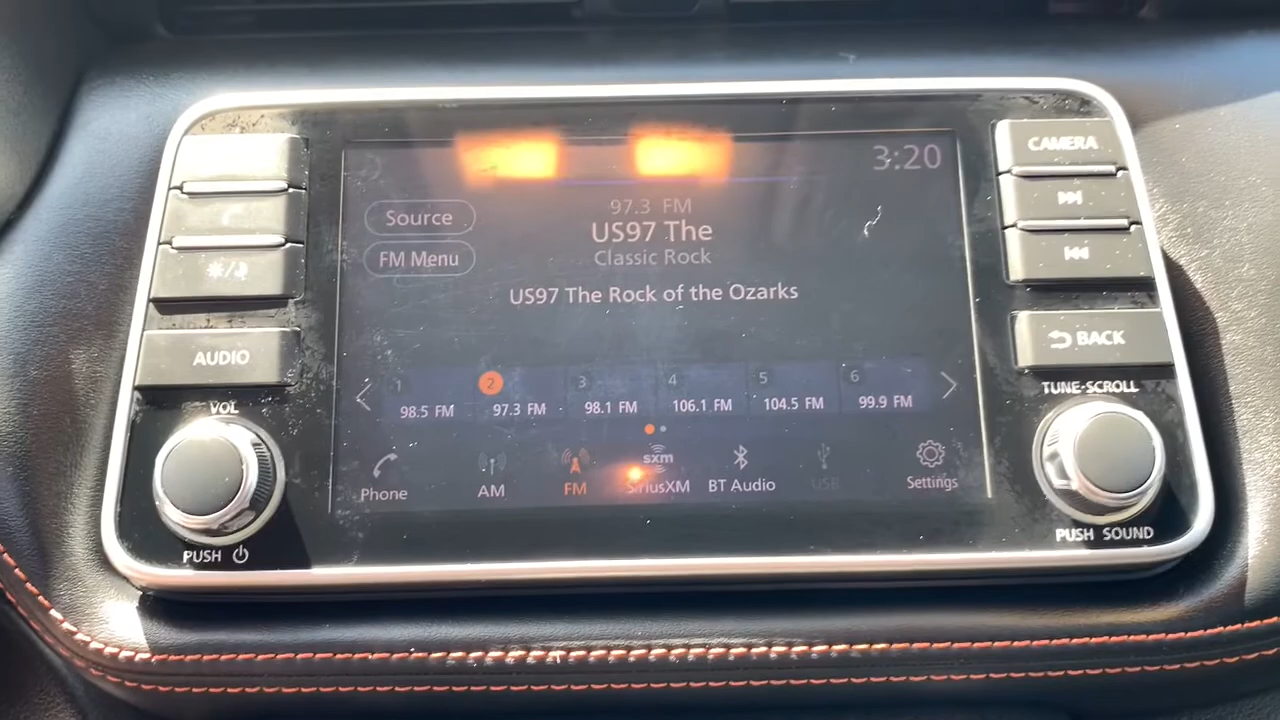 3:20
Source
FM Menu
97.3 FM
US97 The
Classic Rock
US97 The Rock of the Ozarks
1 2 3 4 5 6
98.5 FM 97.3 FM 98.1 FM 106.1 FM 104.5 FM 99.9 FM
sxm
Phone AM FM SiriusXM BT Audio USB Settings
AUDIO
VOL
PUSH
CAMERA
BACK
TUNE·SCROLL
PUSH SOUND